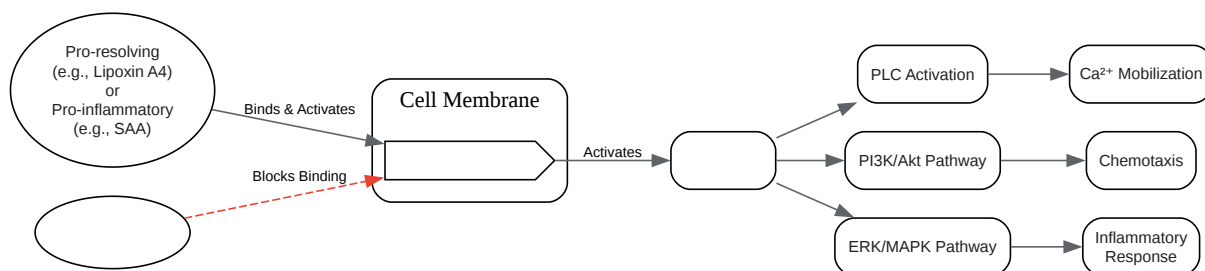 Pro-resolving
(e.g., Lipoxin A4)
or
Pro-inflammatory
(e.g., SAA)
Binds & Activates
Blocks Binding
Cell Membrane
Activates
PLC Activation
Ca²⁺ Mobilization
PI3K/Akt Pathway
Chemotaxis
ERK/MAPK Pathway
Inflammatory
Response